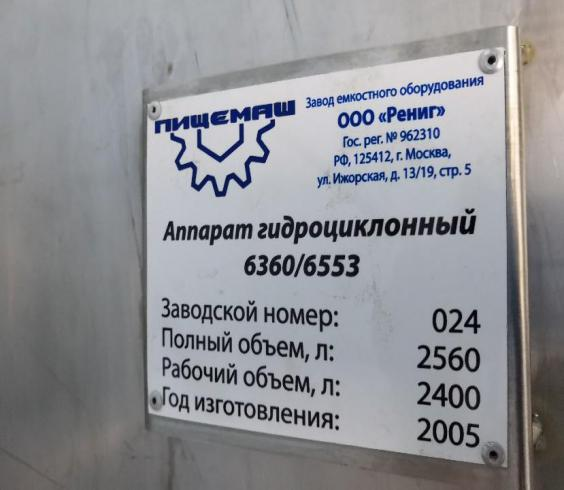 ПИЩЕМАШ
Завод емкостного оборудования
ООО «Рениг»
Гос. рег. № 962310
РФ, 125412, г. Москва,
ул. Ижорская, д. 13/19, стр. 5
Аппарат гидроциклонный
6360/6553
Заводской номер: 024
Полный объем, л: 2560
Рабочий объем, л: 2400
Год изготовления: 2005